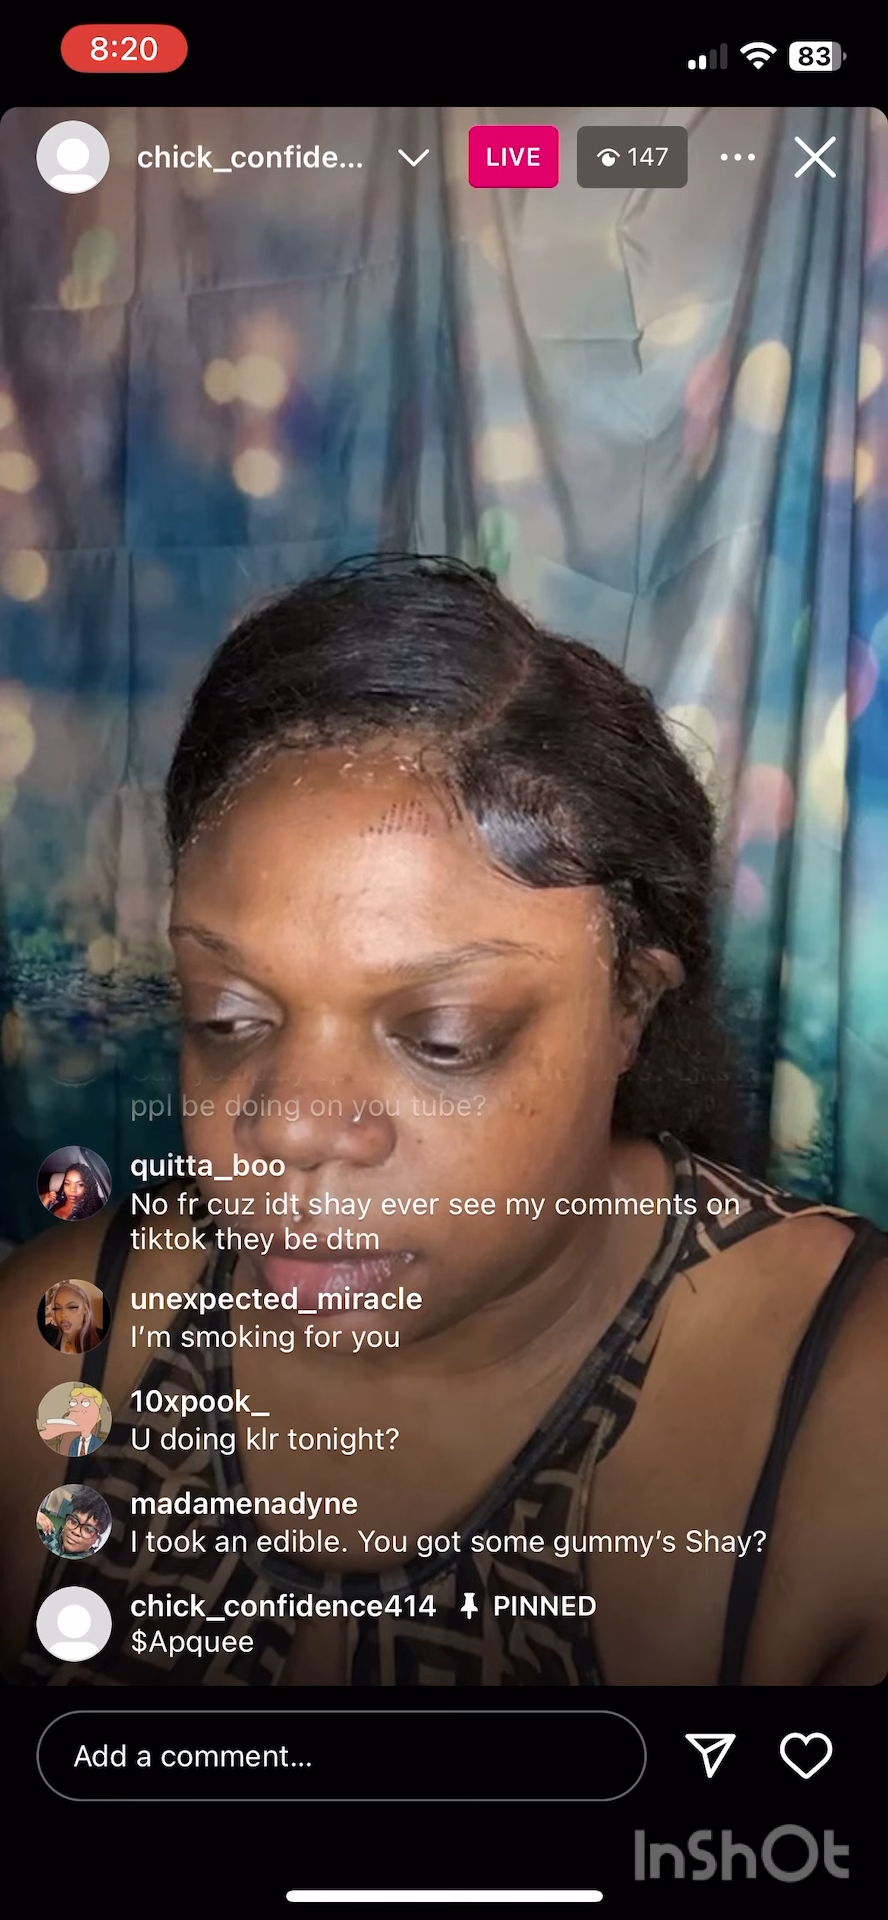 8:20
83
chick_confide...
LIVE
147
ppl be doing on you tube?
quitta_boo
No fr cuz idt shay ever see my comments on
tiktok they be dtm
unexpected_miracle
I'm smoking for you
10xpook_
U doing klr tonight?
madamenadyne
I took an edible. You got some gummy's Shay?
chick_confidence414 PINNED
$Apquee
Add a comment...
InShOt